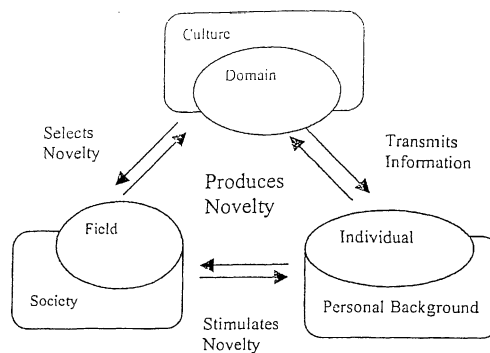 Culture
Domain
Selects
Novelty
Transmits
Information
Produces
Novelty
Field
Individual
Society
Personal Background
Stimulates
Novelty